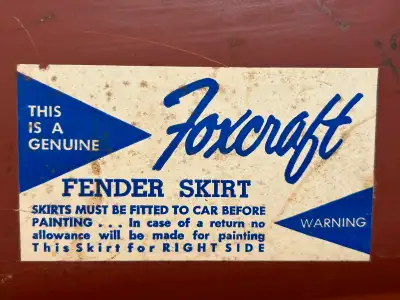 THIS
IS A
GENUINE
Foxcraft
FENDER SKIRT
SKIRTS MUST BE FITTED TO CAR BEFORE
PAINTING . . . In case of a return no
allowance will be made for painting
This Skirt for RIGHT SIDE
WARNING